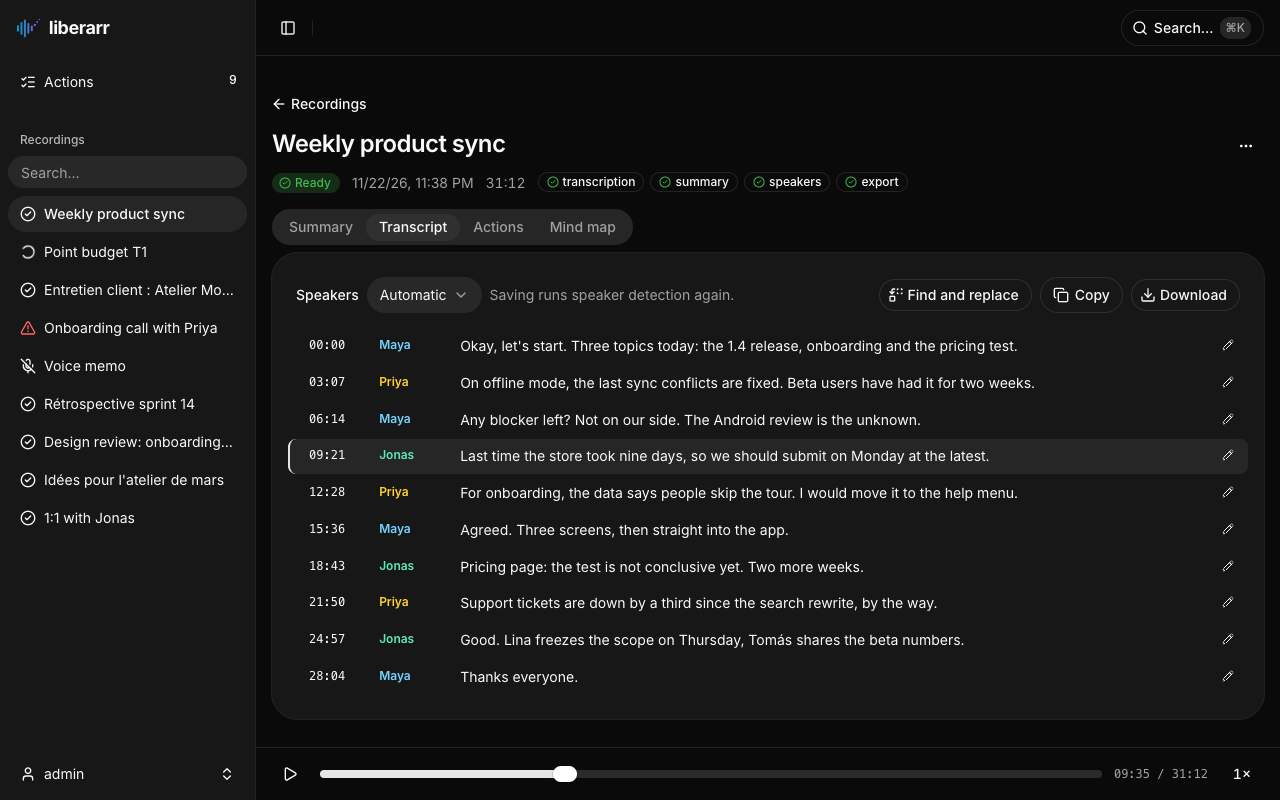 liberarr
Search... ⌘K
Actions 9
Recordings
Search...
Weekly product sync
Point budget T1
Entretien client : Atelier Mo...
Onboarding call with Priya
Voice memo
Rétrospective sprint 14
Design review: onboarding...
Idées pour l'atelier de mars
1:1 with Jonas
admin
Recordings
Weekly product sync
Ready 11/22/26, 11:38 PM 31:12 transcription summary speakers export
Summary Transcript Actions Mind map
Speakers Automatic Saving runs speaker detection again. Find and replace Copy Download
00:00 Maya Okay, let's start. Three topics today: the 1.4 release, onboarding and the pricing test.
03:07 Priya On offline mode, the last sync conflicts are fixed. Beta users have had it for two weeks.
06:14 Maya Any blocker left? Not on our side. The Android review is the unknown.
09:21 Jonas Last time the store took nine days, so we should submit on Monday at the latest.
12:28 Priya For onboarding, the data says people skip the tour. I would move it to the help menu.
15:36 Maya Agreed. Three screens, then straight into the app.
18:43 Jonas Pricing page: the test is not conclusive yet. Two more weeks.
21:50 Priya Support tickets are down by a third since the search rewrite, by the way.
24:57 Jonas Good. Lina freezes the scope on Thursday, Tomás shares the beta numbers.
28:04 Maya Thanks everyone.
09:35 / 31:12 1×